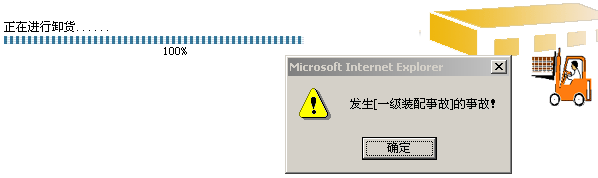 正在进行卸货......
100%
Microsoft Internet Explorer
发生[一级装配事故]的事故!
确定